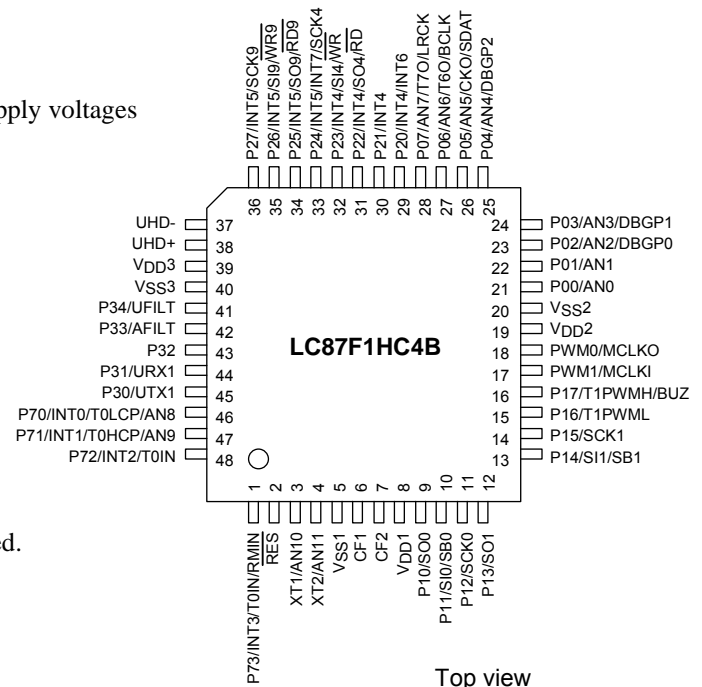 pply voltages
ed.
P27/INT5/SCK9
P26/INT5/SI9/WR9
P25/INT5/SO9/RD9
P24/INT5/INT7/SCK4
P23/INT4/SI4/WR
P22/INT4/SO4/RD
P21/INT4
P20/INT4/INT6
P07/AN7/T7O/LRCK
P06/AN6/T6O/BCLK
P05/AN5/CKO/SDAT
P04/AN4/DBGP2
36 35 34 33 32 31 30 29 28 27 26 25
UHD- 37
UHD+ 38
VDD3 39
VSS3 40
P34/UFILT 41
P33/AFILT 42
P32 43
P31/URX1 44
P30/UTX1 45
P70/INT0/T0LCP/AN8 46
P71/INT1/T0HCP/AN9 47
P72/INT2/T0IN 48
LC87F1HC4B
24 P03/AN3/DBGP1
23 P02/AN2/DBGP0
22 P01/AN1
21 P00/AN0
20 VSS2
19 VDD2
18 PWM0/MCLKO
17 PWM1/MCLKI
16 P17/T1PWMH/BUZ
15 P16/T1PWML
14 P15/SCK1
13 P14/SI1/SB1
1 2 3 4 5 6 7 8 9 10 11 12
P73/INT3/T0IN/RMIN
RES
XT1/AN10
XT2/AN11
VSS1
CF1
CF2
VDD1
P10/SO0
P11/SI0/SB0
P12/SCK0
P13/SO1
Top view